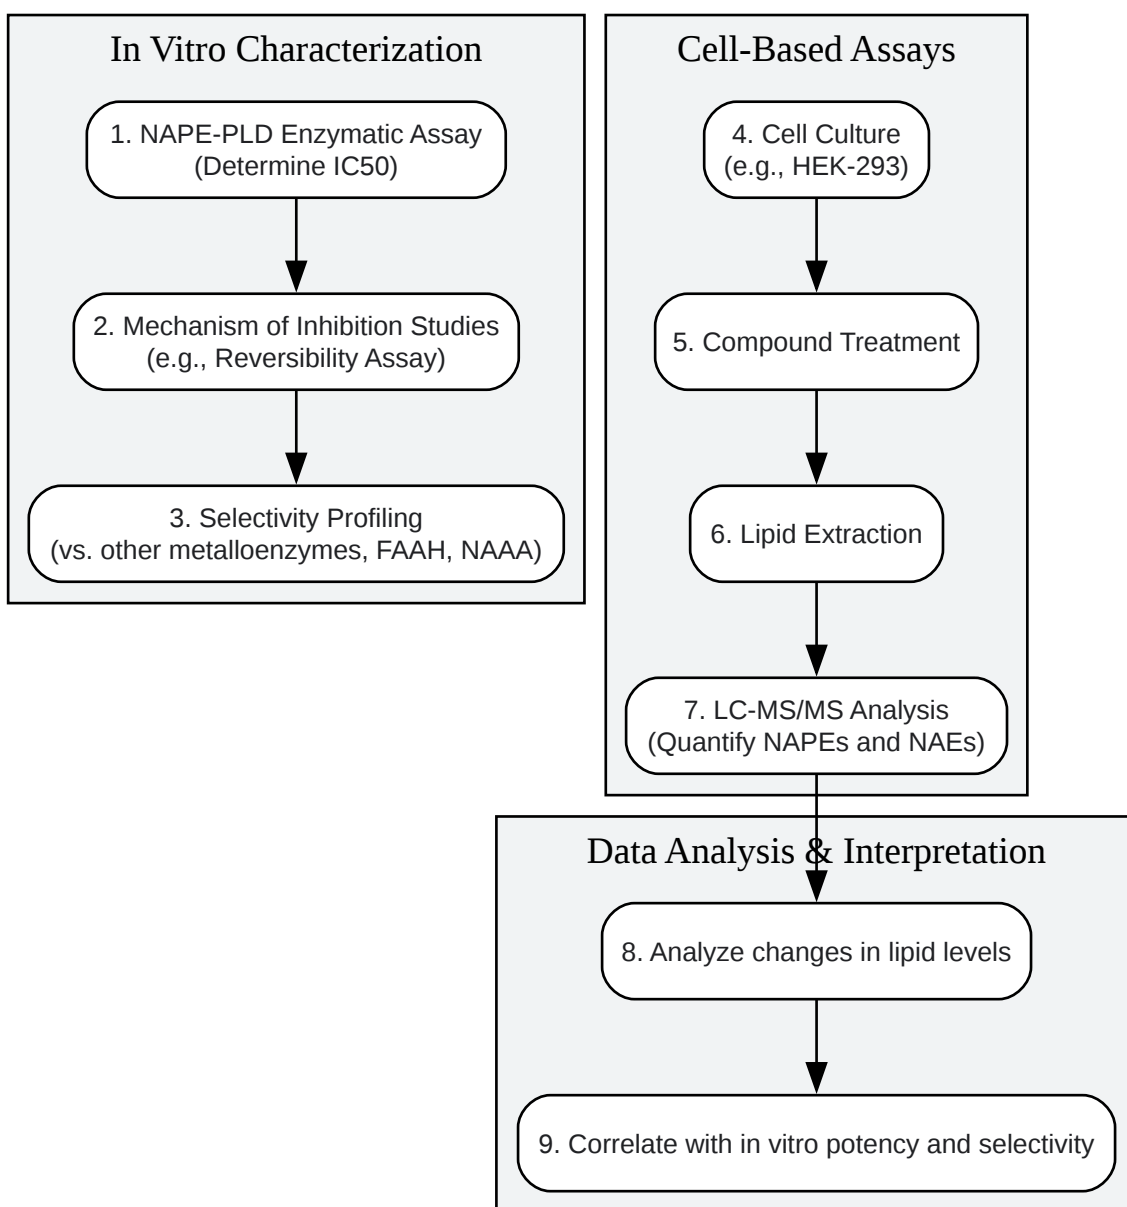 In Vitro Characterization
1. NAPE-PLD Enzymatic Assay
(Determine IC50)
2. Mechanism of Inhibition Studies
(e.g., Reversibility Assay)
3. Selectivity Profiling
(vs. other metalloenzymes, FAAH, NAAA)
Cell-Based Assays
4. Cell Culture
(e.g., HEK-293)
5. Compound Treatment
6. Lipid Extraction
7. LC-MS/MS Analysis
(Quantify NAPEs and NAEs)
Data Analysis & Interpretation
8. Analyze changes in lipid levels
9. Correlate with in vitro potency and selectivity